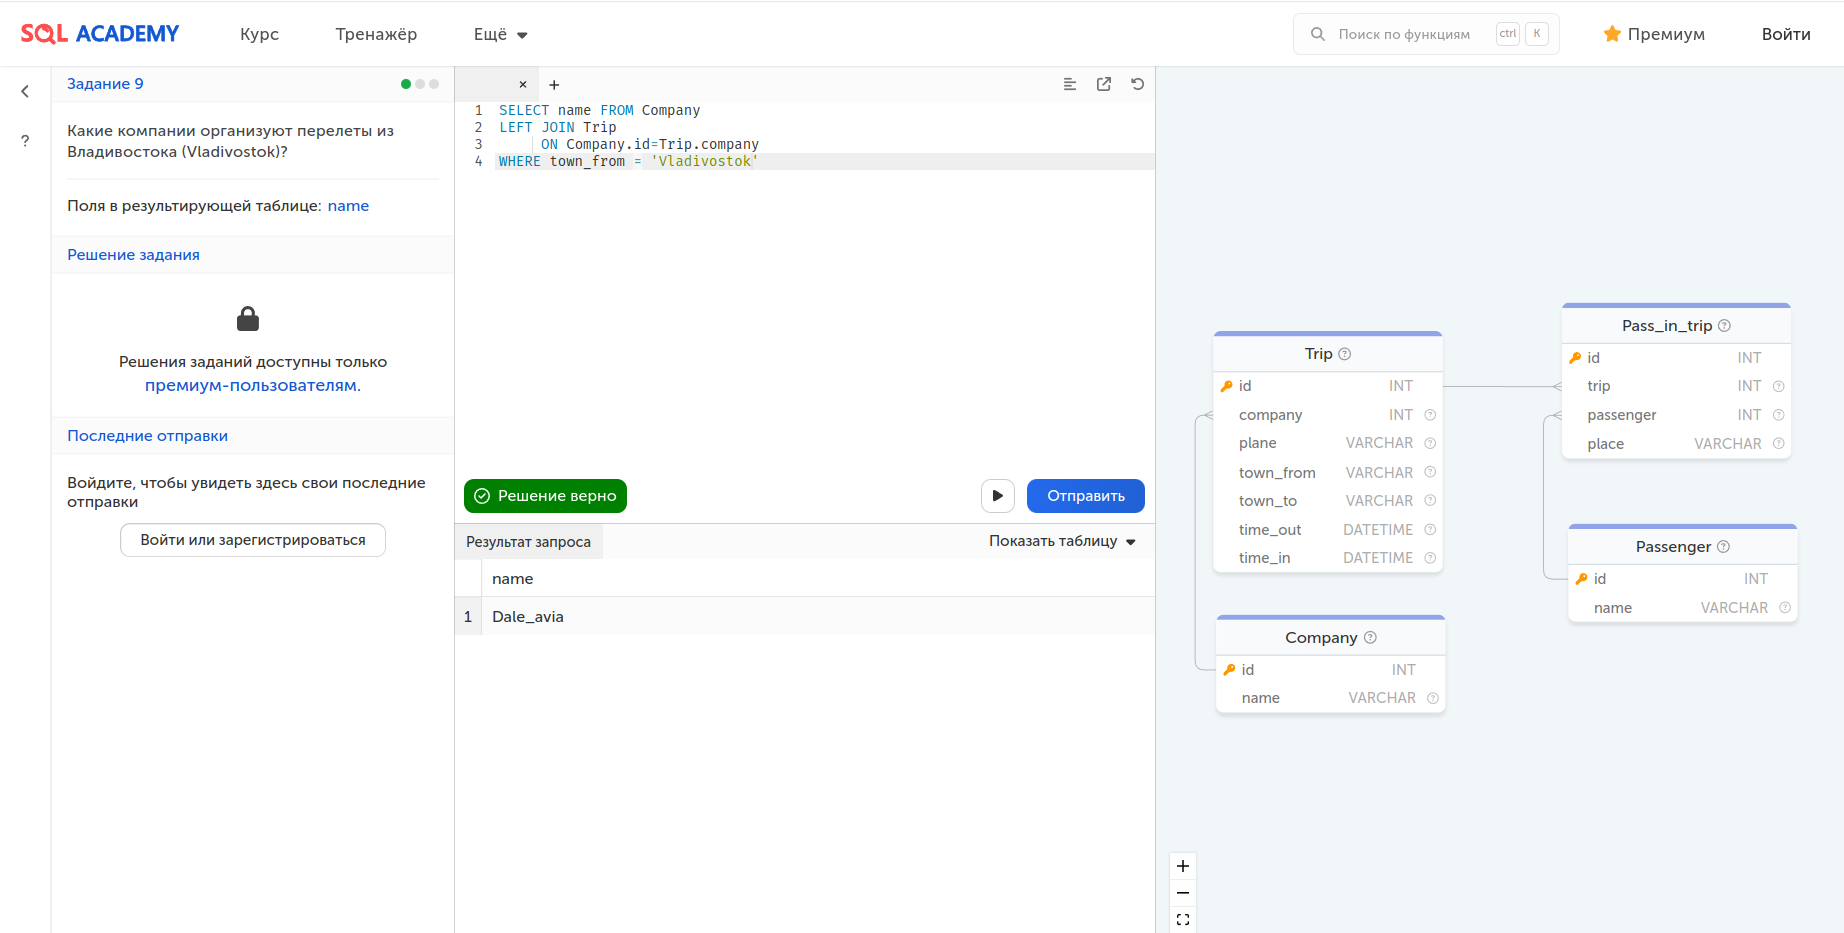 SQL ACADEMY
Курс
Тренажёр
Ещё
Поиск по функциям
ctrl
K
Премиум
Войти
?
Задание 9
Какие компании организуют перелеты из
Владивостока (Vladivostok)?
Поля в результирующей таблице: name
Решение задания
Решения заданий доступны только
премиум-пользователям.
Последние отправки
Войдите, чтобы увидеть здесь свои последние
отправки
Войти или зарегистрироваться
× +
1 SELECT name FROM Company
2 LEFT JOIN Trip
3 ON Company.id=Trip.company
4 WHERE town_from = 'Vladivostok'
Решение верно
Отправить
Результат запроса
Показать таблицу
name
1 Dale_avia
Trip ?
id INT
company INT ?
plane VARCHAR ?
town_from VARCHAR ?
town_to VARCHAR ?
time_out DATETIME ?
time_in DATETIME ?
Company ?
id INT
name VARCHAR ?
Pass_in_trip ?
id INT
trip INT ?
passenger INT ?
place VARCHAR ?
Passenger ?
id INT
name VARCHAR ?
+
−